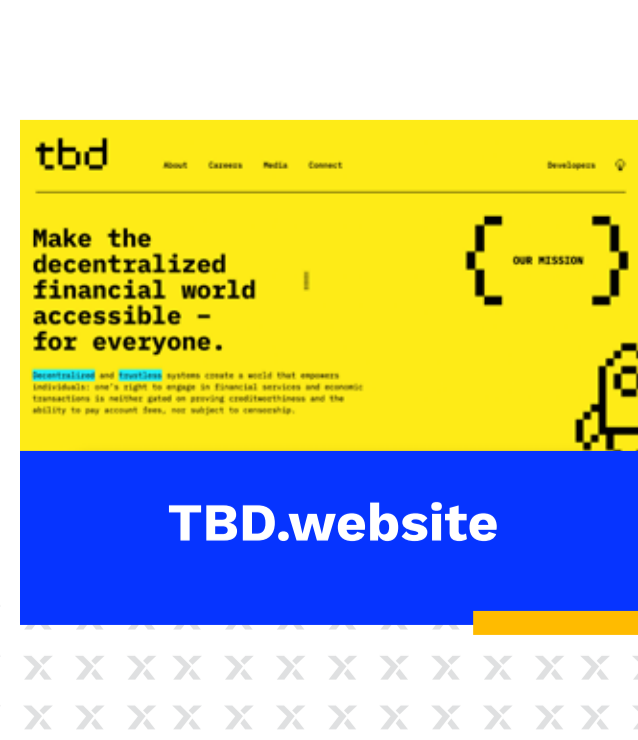 tbd
About Careers Media Connect Developers
Make the
decentralized
financial world
accessible –
for everyone.
OUR MISSION
Decentralized and trustless systems create a world that empowers
individuals: one's right to engage in financial services and economic
transactions is neither gated on proving creditworthiness and the
ability to pay account fees, nor subject to censorship.
TBD.website